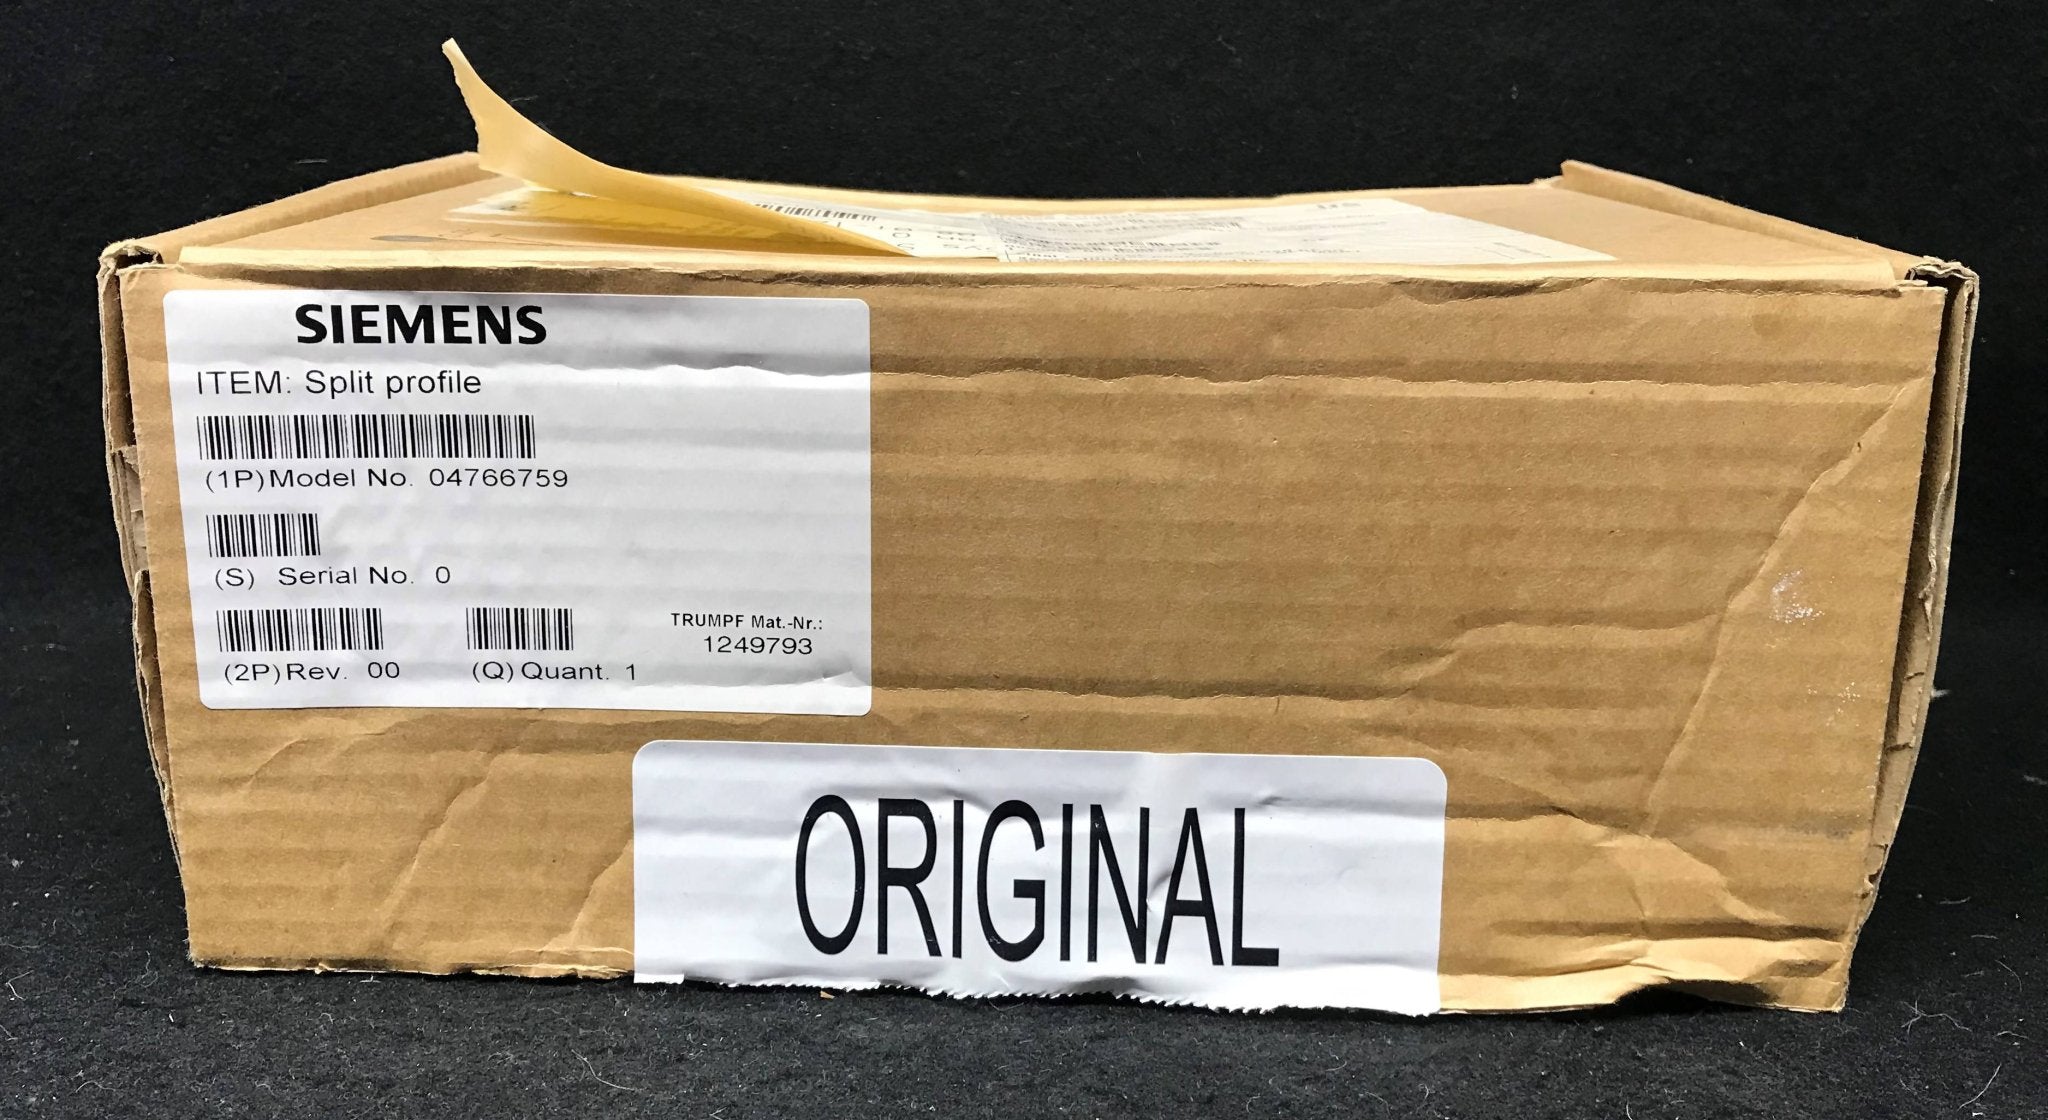 SIEMENS
ITEM: Split profile
(1P)Model No. 04766759
(S) Serial No. 0
TRUMPF Mat.-Nr.:
1249793
(2P)Rev. 00
(Q)Quant. 1
ORIGINAL